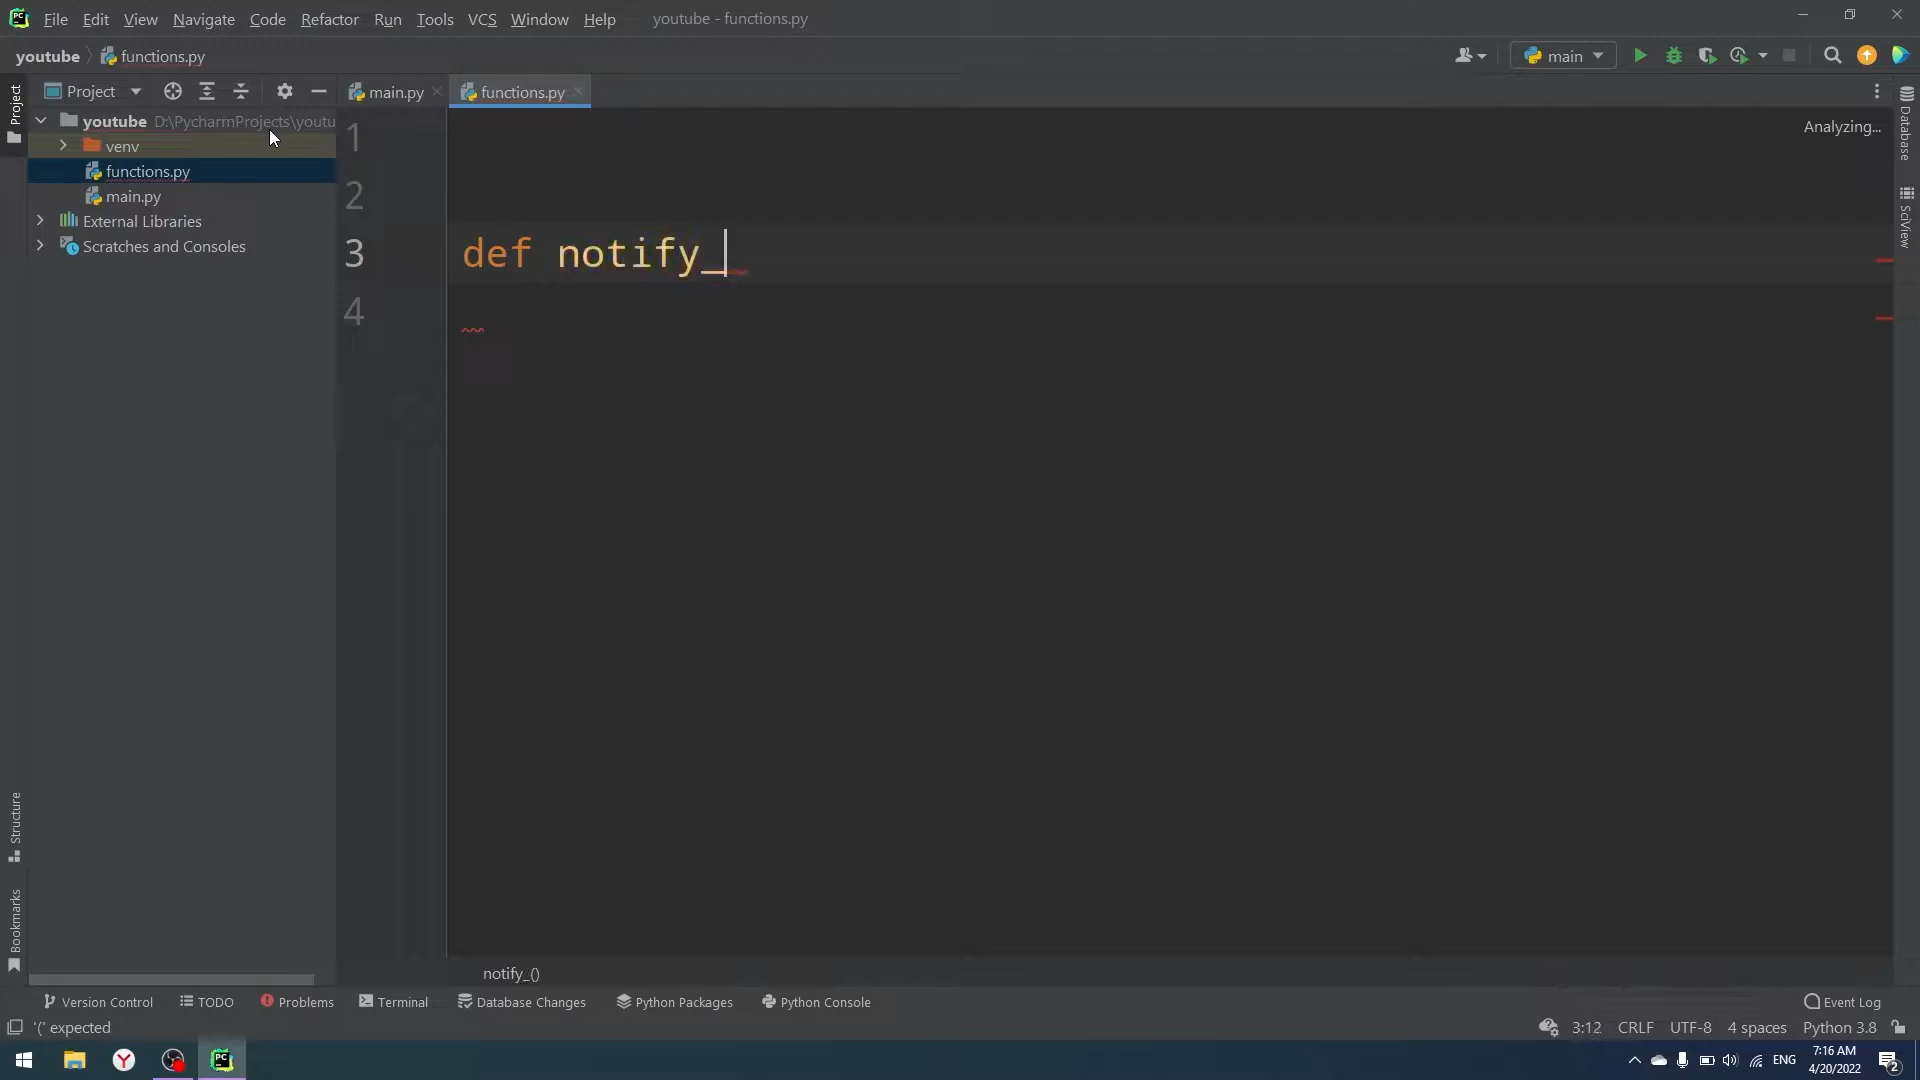 PC File Edit View Navigate Code Refactor Run Tools VCS Window Help youtube - functions.py
youtube functions.py main
Project main.py functions.py
Project
youtube D:\PycharmProjects\youtu
venv
functions.py
main.py
External Libraries
Scratches and Consoles
1
2
3 def notify_
4
Analyzing...
Database
SciView
Structure
Bookmarks
notify_()
Version Control TODO Problems Terminal Database Changes Python Packages Python Console Event Log
'(' expected 3:12 CRLF UTF-8 4 spaces Python 3.8
Y PC ENG 7:16 AM
4/20/2022 2